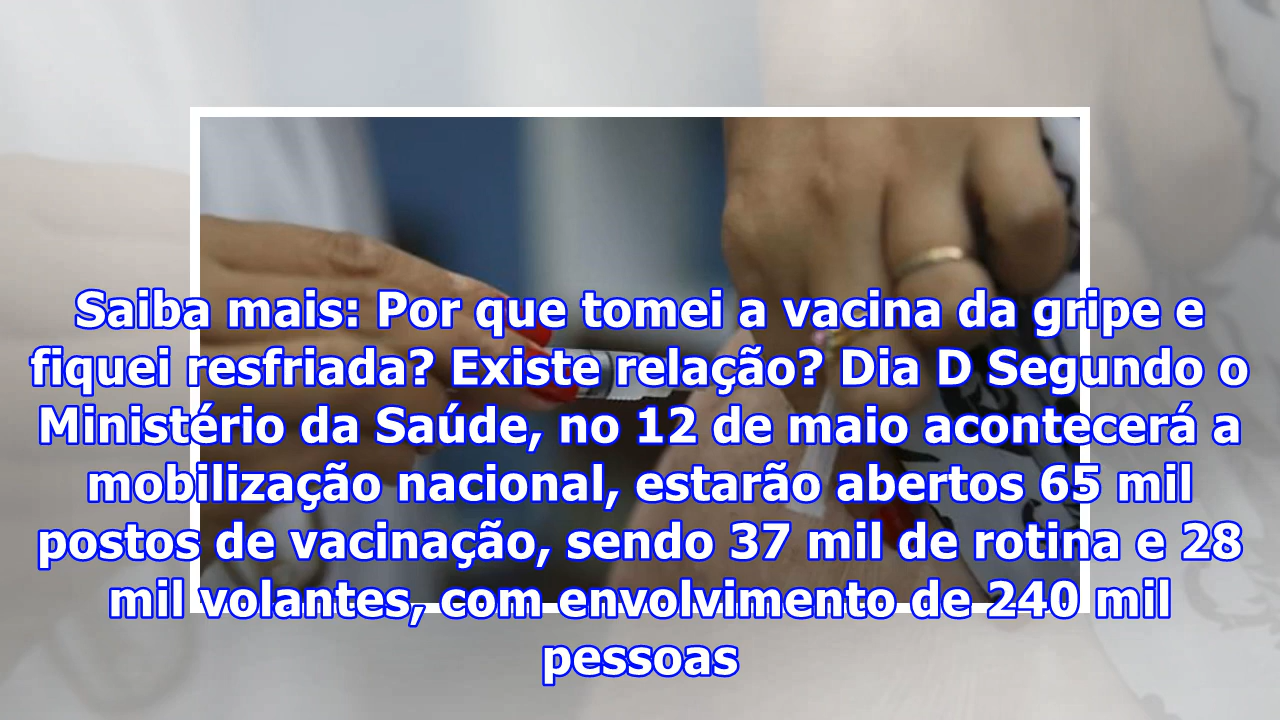 Saiba mais: Por que tomei a vacina da gripe e
fiquei resfriada? Existe relação? Dia D Segundo o
Ministério da Saúde, no 12 de maio acontecerá a
mobilização nacional, estarão abertos 65 mil
postos de vacinação, sendo 37 mil de rotina e 28
mil volantes, com envolvimento de 240 mil
pessoas